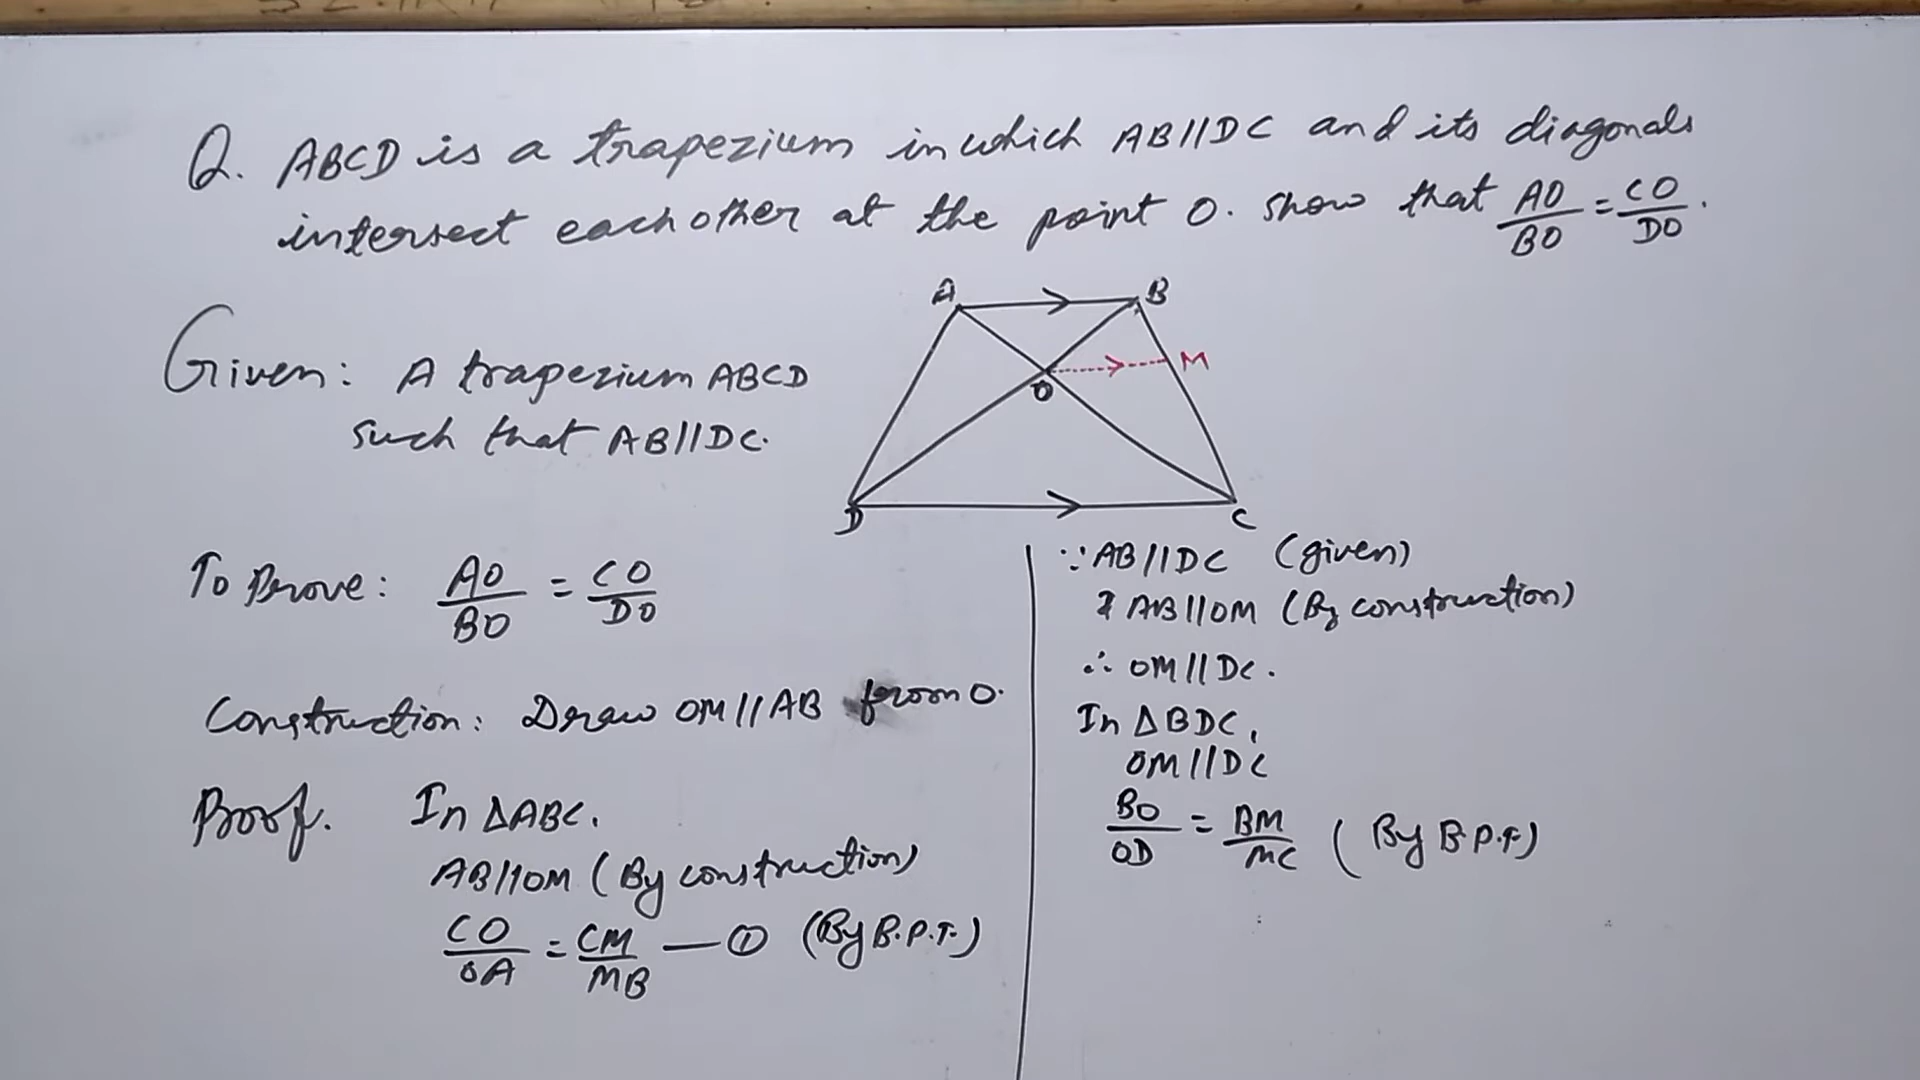 Q. ABCD is a trapezium in which AB//DC and its diagonals
intersect each other at the point O. show that AO/BO = CO/DO.
A
B
M
O
D
C
Given: A trapezium ABCD
such that AB//DC.
To Prove: AO/BO = CO/DO
Construction: Draw OM//AB from O.
Proof. In ΔABC,
AB//OM (By construction)
CO/OA = CM/MB — ① (By B.P.T.)
∵ AB//DC (given)
& AB//OM (By construction)
∴ OM//DC.
In ΔBDC,
OM//DC
BO/OD = BM/MC (By B.P.T)